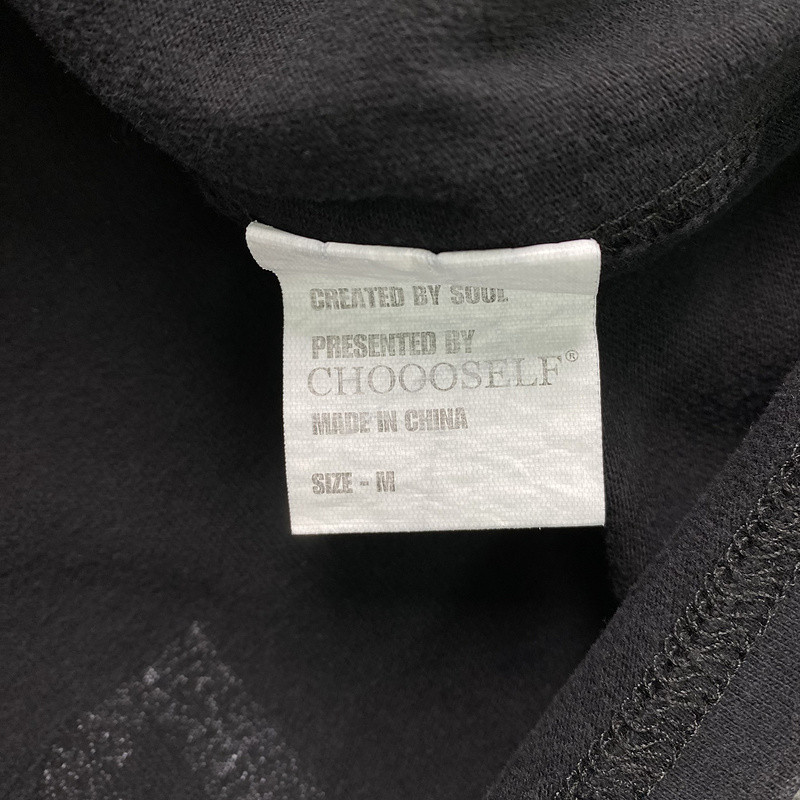 CREATED BY SOUL
PRESENTED BY
CHOOOSELF®
MADE IN CHINA
SIZE - M